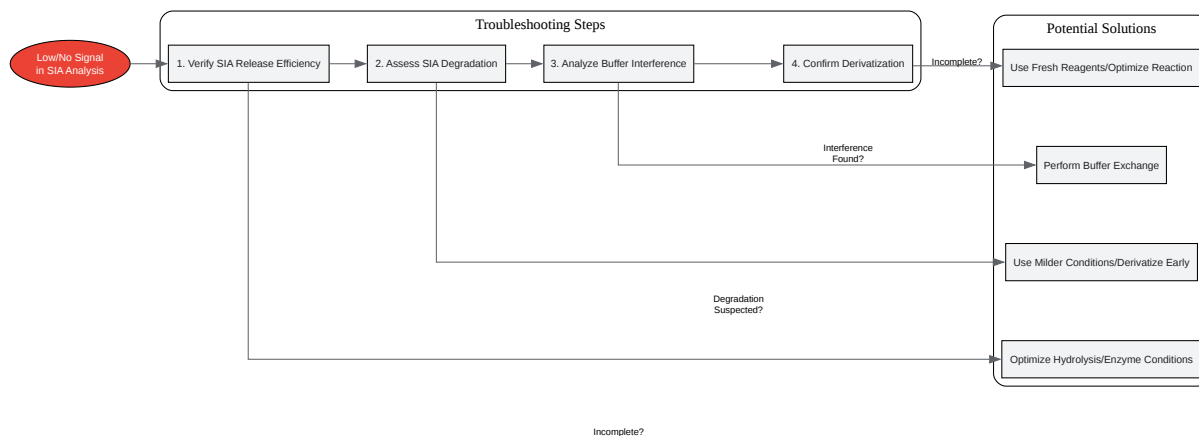 Troubleshooting Steps
Potential Solutions
Low/No Signal
in SIA Analysis
1. Verify SIA Release Efficiency
2. Assess SIA Degradation
3. Analyze Buffer Interference
4. Confirm Derivatization
Incomplete?
Use Fresh Reagents/Optimize Reaction
Interference
Found?
Perform Buffer Exchange
Use Milder Conditions/Derivatize Early
Degradation
Suspected?
Optimize Hydrolysis/Enzyme Conditions
Incomplete?